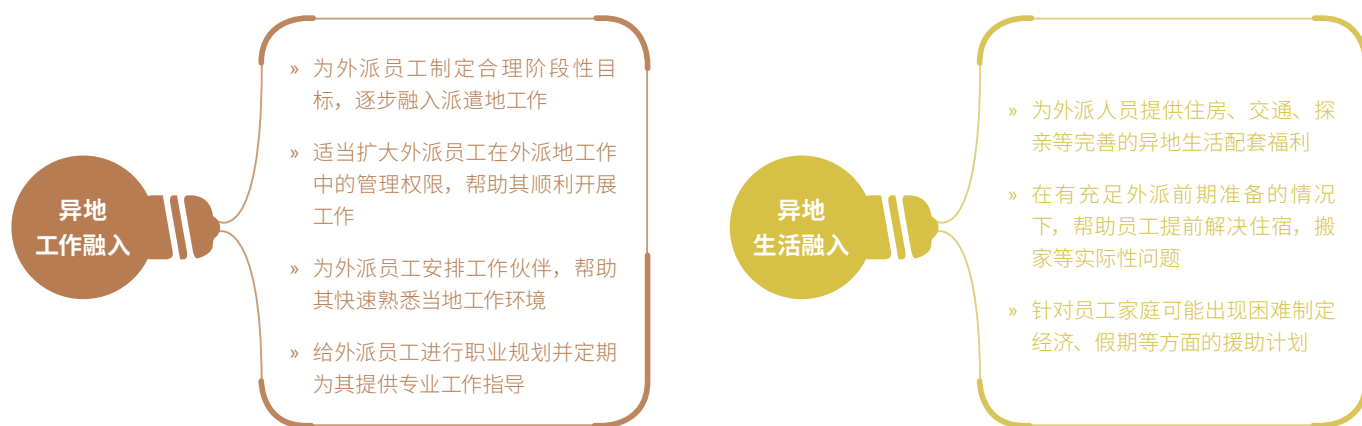 异地
工作融入
» 为外派员工制定合理阶段性目
标，逐步融入派遣地工作
» 适当扩大外派员工在外派地工作
中的管理权限，帮助其顺利开展
工作
» 为外派员工安排工作伙伴，帮助
其快速熟悉当地工作环境
» 给外派员工进行职业规划并定期
为其提供专业工作指导
异地
生活融入
» 为外派人员提供住房、交通、探
亲等完善的异地生活配套福利
» 在有充足外派前期准备的情况
下，帮助员工提前解决住宿，搬
家等实际性问题
» 针对员工家庭可能出现困难制定
经济、假期等方面的援助计划